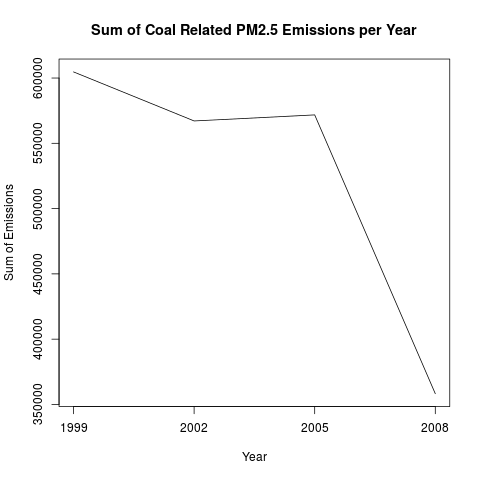 Sum of Coal Related PM2.5 Emissions per Year
Sum of Emissions
600000
550000
500000
450000
400000
350000
1999 2002 2005 2008
Year